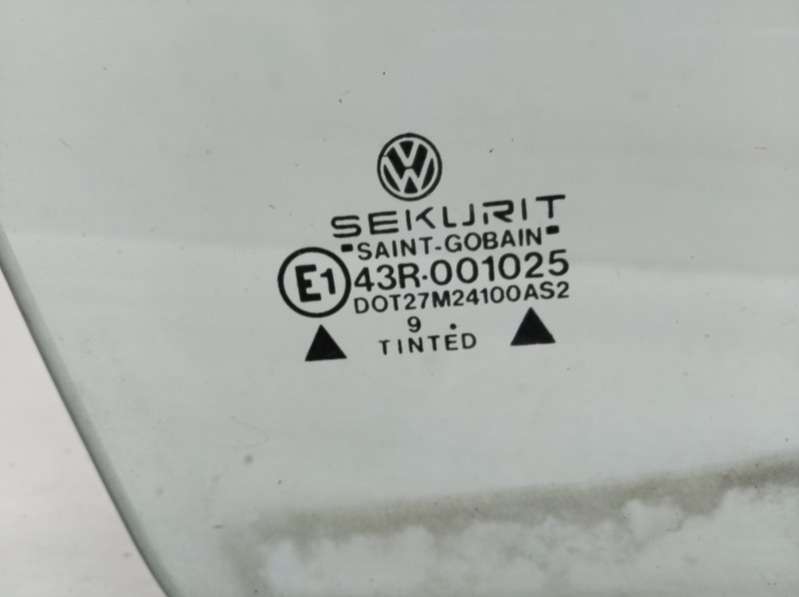 SEKURIT
"SAINT-GOBAIN"
E1 43R-001025
DOT27M24100AS2
9 .
TINTED